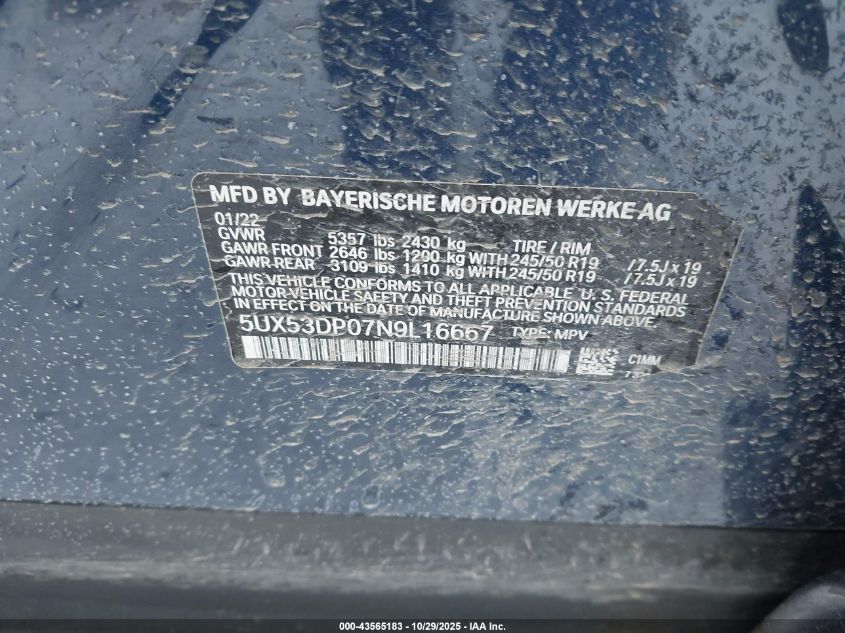 MFD BY BAYERISCHE MOTOREN WERKE AG
01/22
GVWR 5357 lbs 2430 kg TIRE / RIM
GAWR FRONT 2646 lbs 1200 kg WITH 245/50 R19 /7.5J x 19
GAWR REAR 3109 lbs 1410 kg WITH 245/50 R19 /7.5J x 19
THIS VEHICLE CONFORMS TO ALL APPLICABLE U. S. FEDERAL
MOTOR-VEHICLE SAFETY AND THEFT PREVENTION STANDARDS
IN EFFECT ON THE DATE OF MANUFACTURE SHOWN ABOVE.
5UX53DP07N9L16667 TYPE: MPV
C1MM
000-43565183 - 10/29/2025 - IAA Inc.